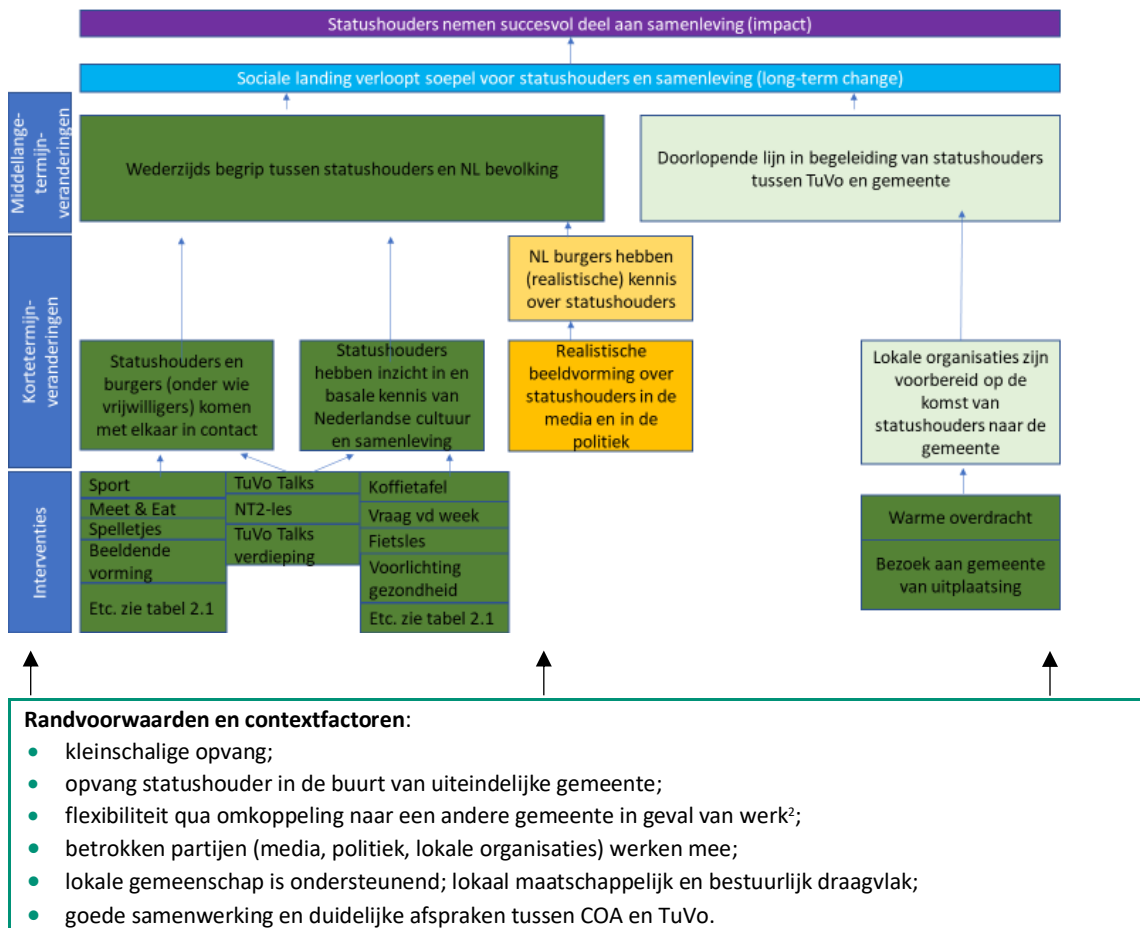 Statushouders nemen succesvol deel aan samenleving (impact)
Sociale landing verloopt soepel voor statushouders en samenleving (long-term change)
Middellange-
termijn-
veranderingen
Wederzijds begrip tussen statushouders en NL bevolking
Doorlopende lijn in begeleiding van statushouders
tussen TuVo en gemeente
Kortetermijn-
veranderingen
NL burgers hebben
(realistische) kennis
over statushouders
Statushouders en
burgers (onder wie
vrijwilligers) komen
met elkaar in contact
Statushouders
hebben inzicht in en
basale kennis van
Nederlandse cultuur
en samenleving
Realistische
beeldvorming over
statushouders in de
media en in de
politiek
Lokale organisaties zijn
voorbereid op de
komst van
statushouders naar de
gemeente
Interventies
Sport
Meet & Eat
Spelletjes
Beeldende
vorming
Etc. zie tabel 2.1
TuVo Talks
NT2-les
TuVo Talks
verdieping
Koffietafel
Vraag vd week
Fietsles
Voorlichting
gezondheid
Etc. zie tabel 2.1
Warme overdracht
Bezoek aan gemeente
van uitplaatsing
Randvoorwaarden en contextfactoren:
• kleinschalige opvang;
• opvang statushouder in de buurt van uiteindelijke gemeente;
• flexibiliteit qua omkoppeling naar een andere gemeente in geval van werk²;
• betrokken partijen (media, politiek, lokale organisaties) werken mee;
• lokale gemeenschap is ondersteunend; lokaal maatschappelijk en bestuurlijk draagvlak;
• goede samenwerking en duidelijke afspraken tussen COA en TuVo.